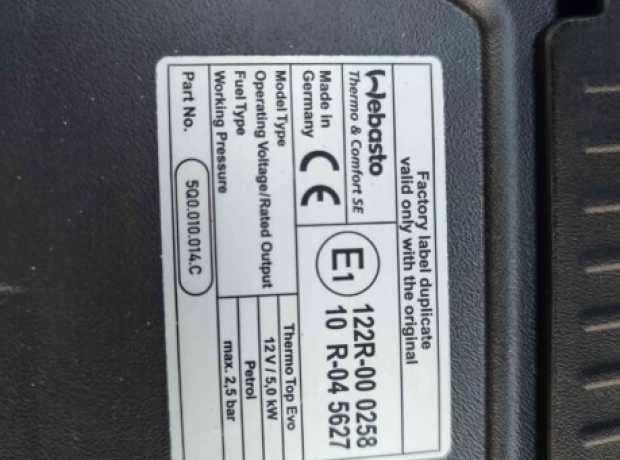 Factory label duplicate
valid only with the original
Webasto
Thermo & Comfort SE
Made in
Germany
CE
E1
122R-00 0258
10 R-04 5627
Model Type Thermo Top Evo
Operating Voltage/Rated Output 12 V / 5,0 kW
Fuel Type Petrol
Working Pressure max. 2,5 bar
Part No. 5Q0.010.014.C